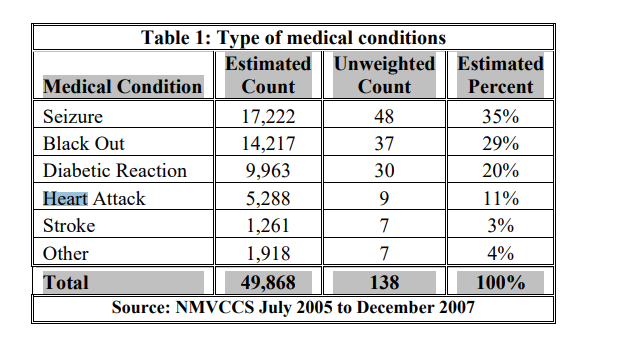 Table 1: Type of medical conditions
Medical Condition Estimated Count Unweighted Count Estimated Percent
Seizure 17,222 48 35%
Black Out 14,217 37 29%
Diabetic Reaction 9,963 30 20%
Heart Attack 5,288 9 11%
Stroke 1,261 7 3%
Other 1,918 7 4%
Total 49,868 138 100%
Source: NMVCCS July 2005 to December 2007